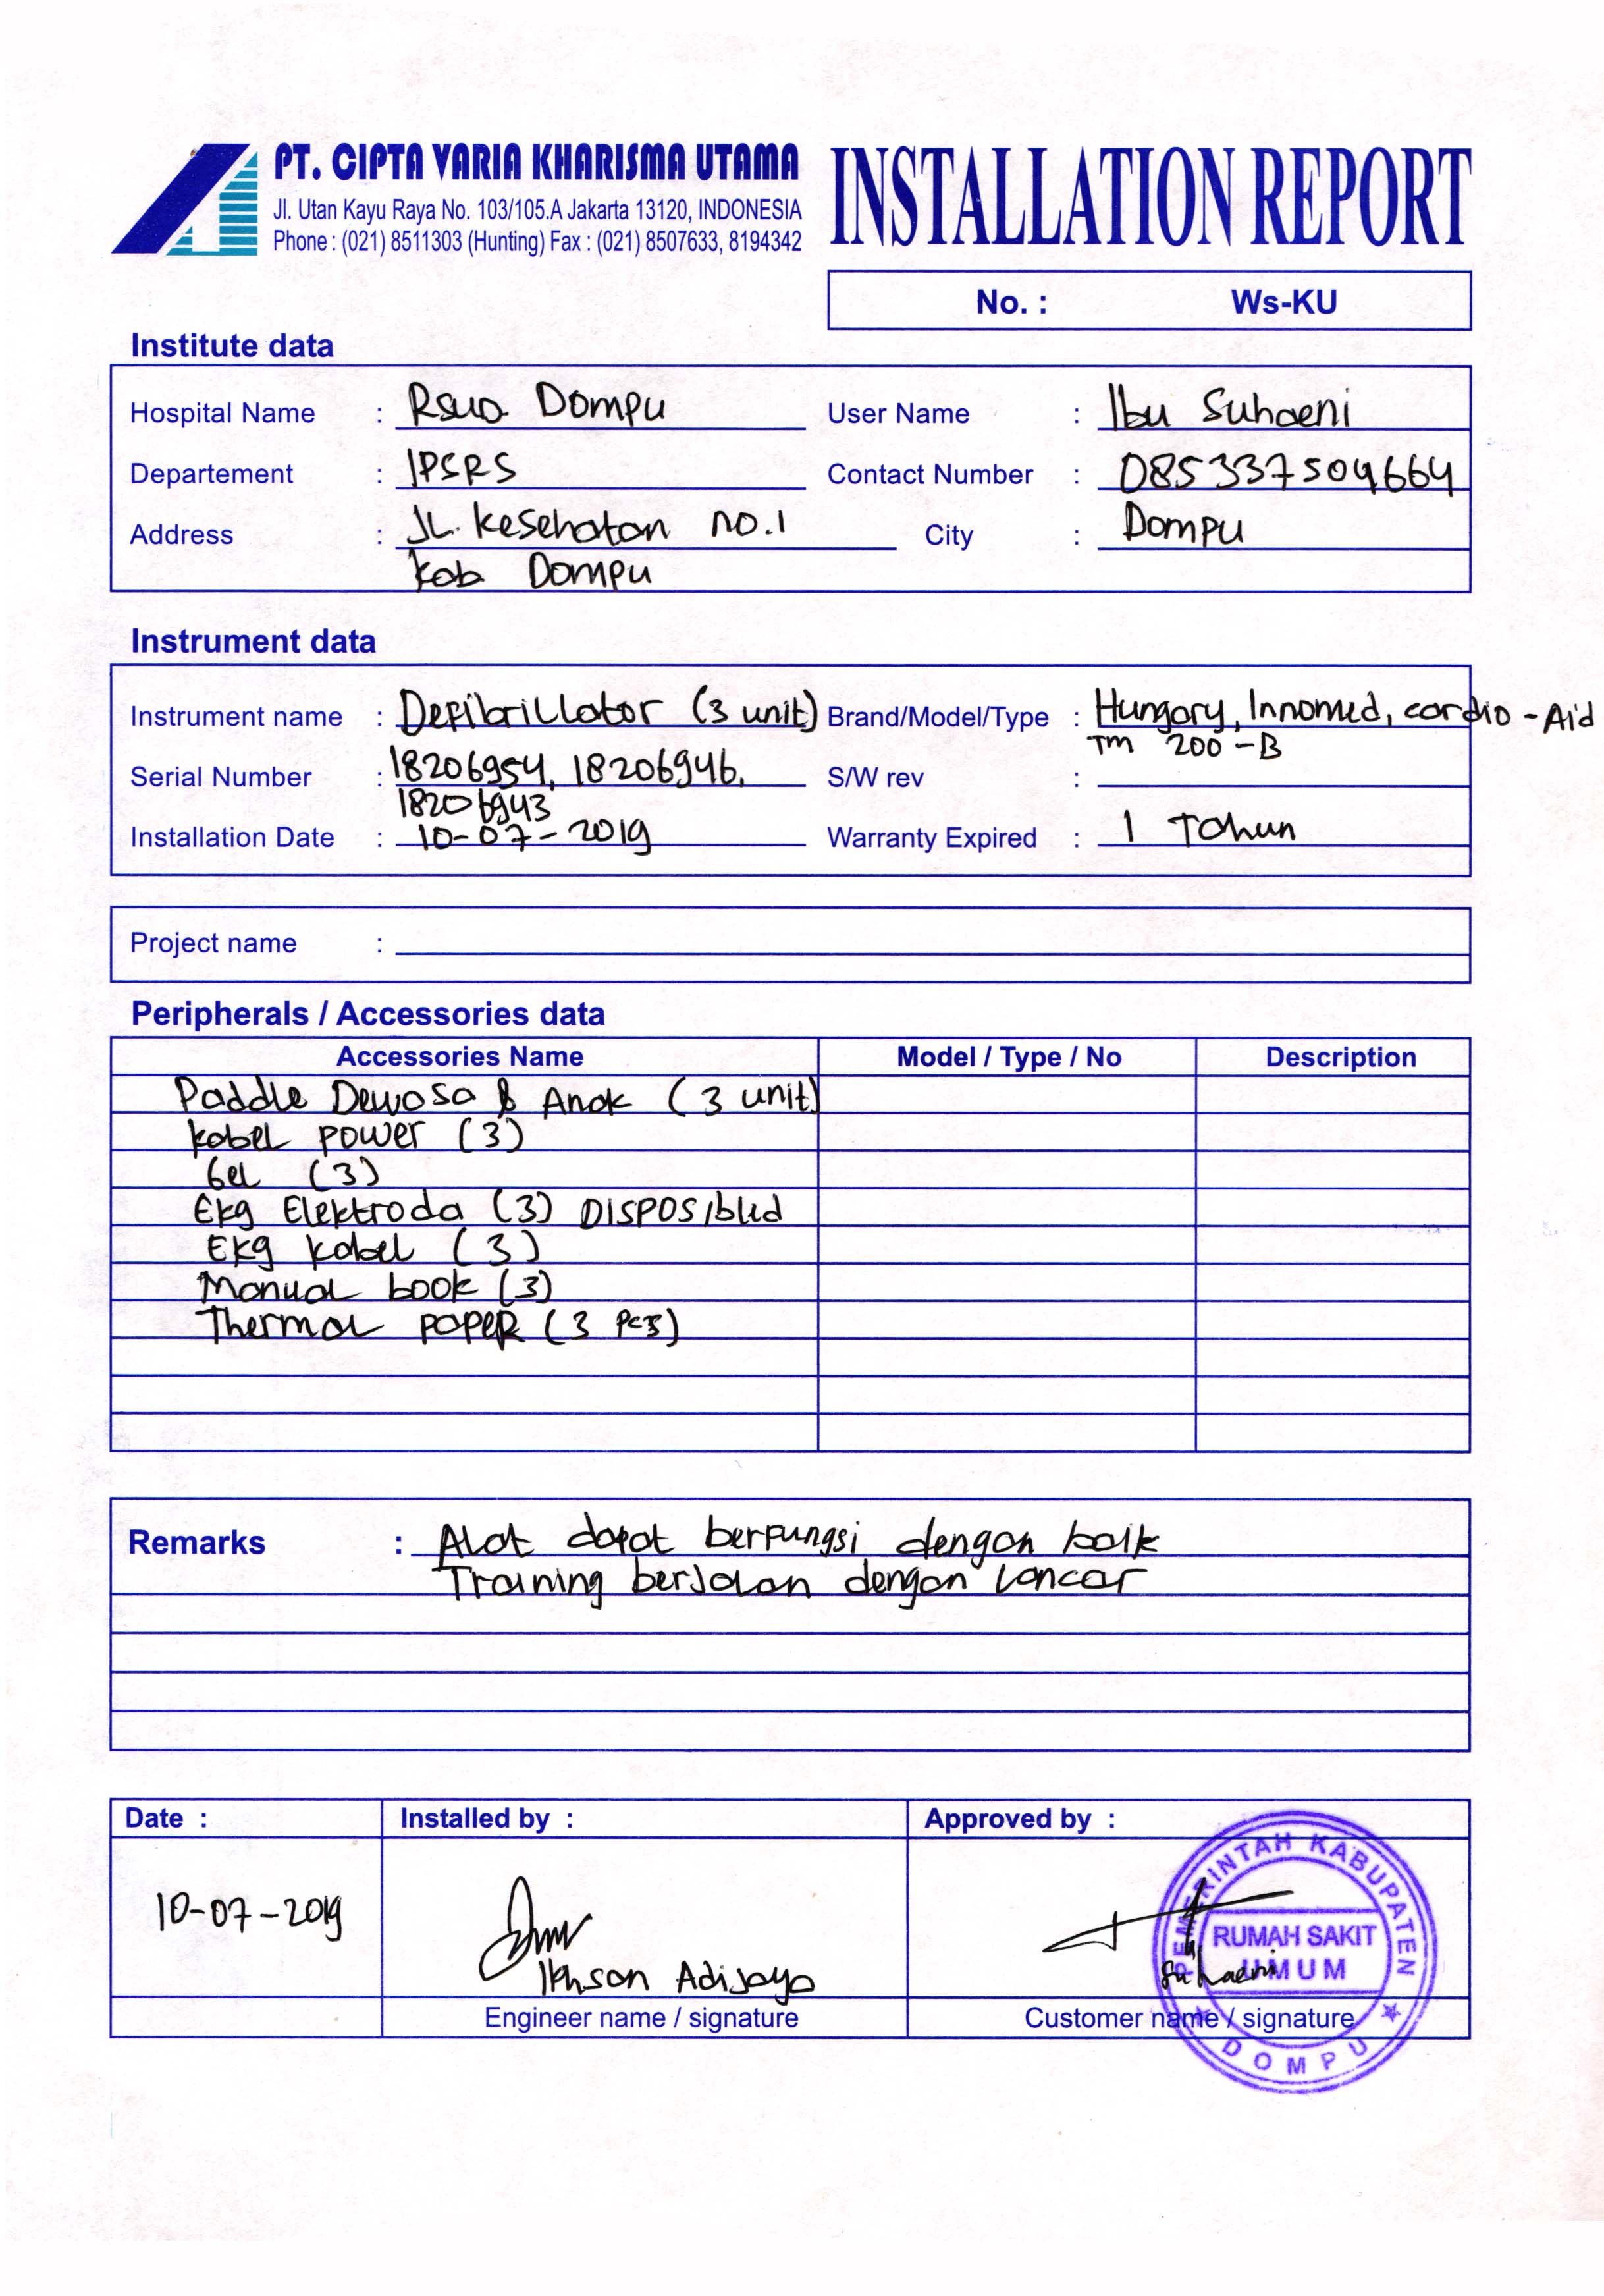 PT. CIPTA VARIA KHARISMA UTAMA
Jl. Utan Kayu Raya No. 103/105.A Jakarta 13120, INDONESIA
Phone : (021) 8511303 (Hunting) Fax : (021) 8507633, 8194342
INSTALLATION REPORT
No. : Ws-KU
Institute data
Hospital Name : RSUD Dompu User Name : Ibu Suhaeni
Departement : IPSRS Contact Number : 085337504664
Address : JL. Kesehatan no.1 City : Dompu
kab Dompu
Instrument data
Instrument name : Defibrillator (3 unit) Brand/Model/Type : Hungary, Innomed, cardio-Aid
TM 200-B
Serial Number : 18206954, 18206946, S/W rev :
18206943
Installation Date : 10-07-2019 Warranty Expired : 1 Tahun
Project name :
Peripherals / Accessories data
Accessories Name Model / Type / No Description
Paddle Dewasa & Anak (3 unit)
kabel power (3)
Gel (3)
Ekg Elektroda (3) DISPOSIbled
Ekg kabel (3)
Manual book (3)
Thermal paper (3 pcs)
Remarks : Alat dapat berfungsi dengan baik
Training berjalan dengan lancar
Date : Installed by : Approved by :
PEMERINTAH KABUPATEN
RUMAH SAKIT
UMUM
DOMPU
10-07-2019
Ikhsan Adijaya
Suhaeni
Engineer name / signature Customer name / signature